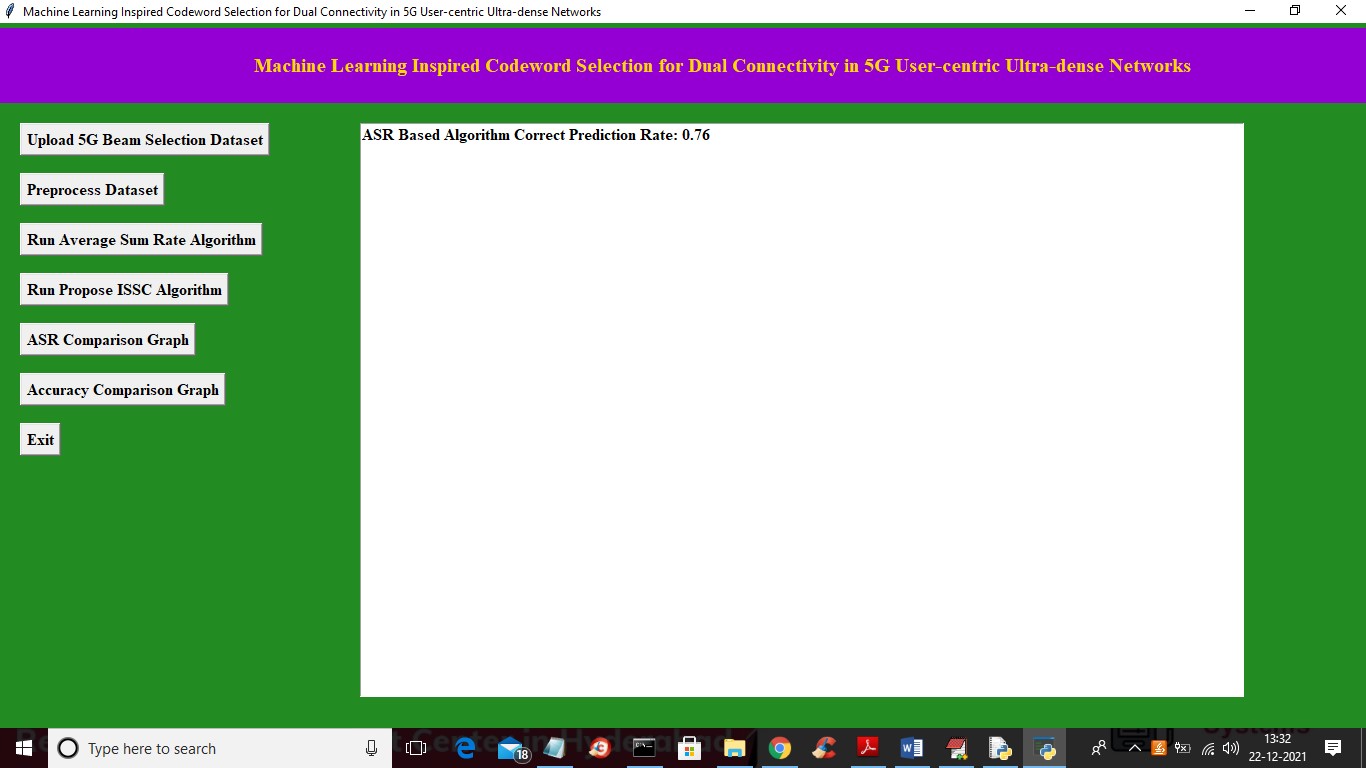 Machine Learning Inspired Codeword Selection for Dual Connectivity in 5G User-centric Ultra-dense Networks
Machine Learning Inspired Codeword Selection for Dual Connectivity in 5G User-centric Ultra-dense Networks
Upload 5G Beam Selection Dataset
ASR Based Algorithm Correct Prediction Rate: 0.76
Preprocess Dataset
Run Average Sum Rate Algorithm
Run Propose ISSC Algorithm
ASR Comparison Graph
Accuracy Comparison Graph
Exit
Type here to search
18
13:32
22-12-2021